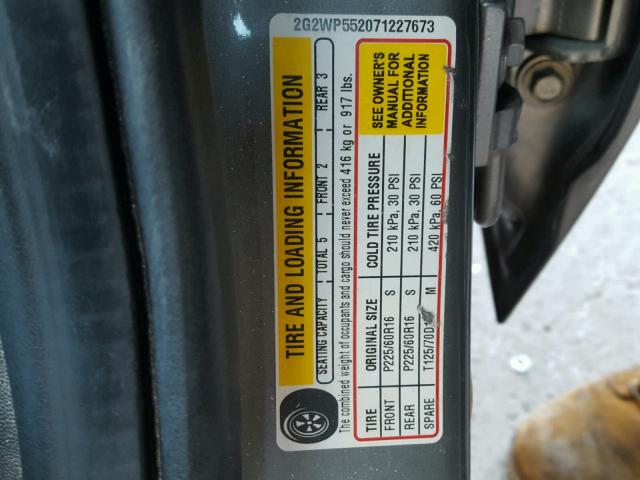 2G2WP552071227673
TIRE AND LOADING INFORMATION
SEATING CAPACITY TOTAL 5 FRONT 2 REAR 3
The combined weight of occupants and cargo should never exceed 416 kg or 917 lbs.
TIRE ORIGINAL SIZE COLD TIRE PRESSURE
FRONT P225/60R16 S 210 kPa, 30 PSI
REAR P225/60R16 S 210 kPa, 30 PSI
SPARE T125/70D1 M 420 kPa, 60 PSI
SEE OWNER'S
MANUAL FOR
ADDITIONAL
INFORMATION